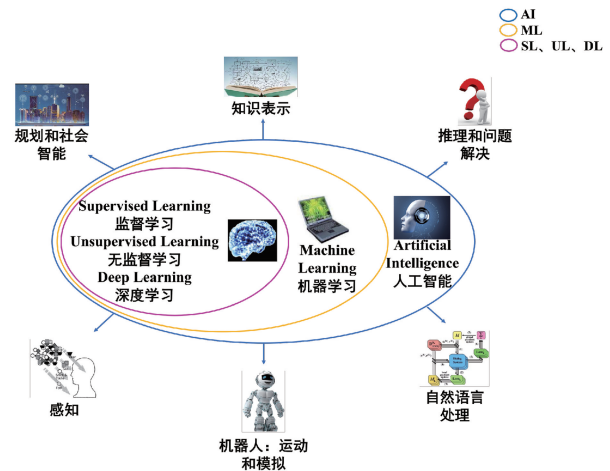 AI
ML
SL、UL、DL
知识表示
规划和社会
智能
推理和问题
解决
Supervised Learning
监督学习
Unsupervised Learning
无监督学习
Deep Learning
深度学习
Machine
Learning
机器学习
Artificial
Intelligence
人工智能
感知
机器人：运动
和模拟
自然语言
处理